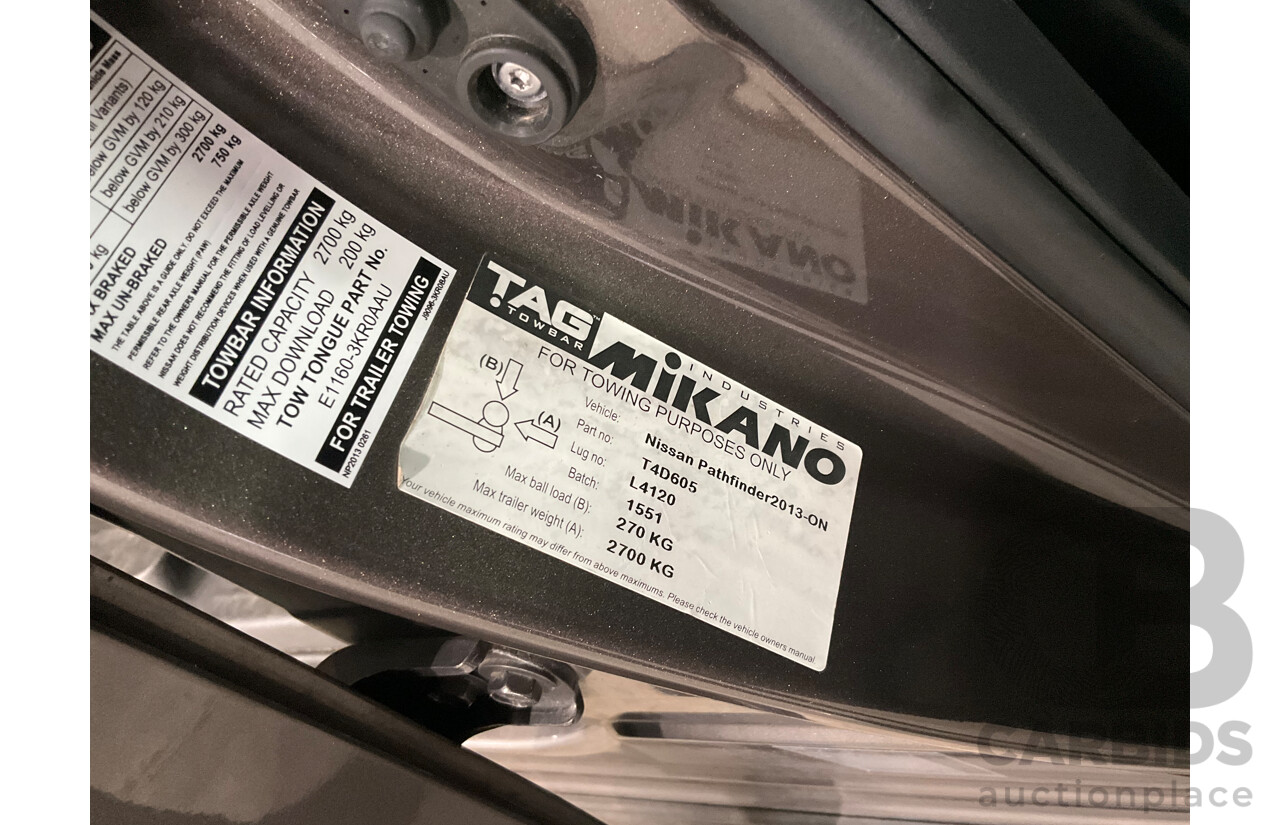 below GVM by 120 kg
below GVM by 210 kg
below GVM by 300 kg
2700 kg
750 kg
kg
BRAKED
MAX UN-BRAKED
THE TABLE ABOVE IS A GUIDE ONLY. DO NOT EXCEED THE MAXIMUM
PERMISSIBLE REAR AXLE WEIGHT (PAW)
REFER TO THE OWNERS MANUAL FOR THE PERMISSIBLE AXLE WEIGHT
NISSAN DOES NOT RECOMMEND THE FITTING OF LOAD LEVELLING OR
WEIGHT DISTRIBUTION DEVICES WHEN USED WITH A GENUINE TOWBAR
TOWBAR INFORMATION
RATED CAPACITY 2700 kg
MAX DOWNLOAD 200 kg
TOW TONGUE PART No.
E1160-3KR0AAU
FOR TRAILER TOWING
NP2013 0261
J9096-3KR0BAU
TAG™
TOWBAR
INDUSTRIES
MiKANO
FOR TOWING PURPOSES ONLY
(B)
(A)
Vehicle: Nissan Pathfinder2013-ON
Part no: T4D605
Lug no: L4120
Batch: 1551
Max ball load (B): 270 KG
Max trailer weight (A): 2700 KG
Your vehicle maximum rating may differ from above maximums. Please check the vehicle owners manual
B
CARBIDS
auctionplace